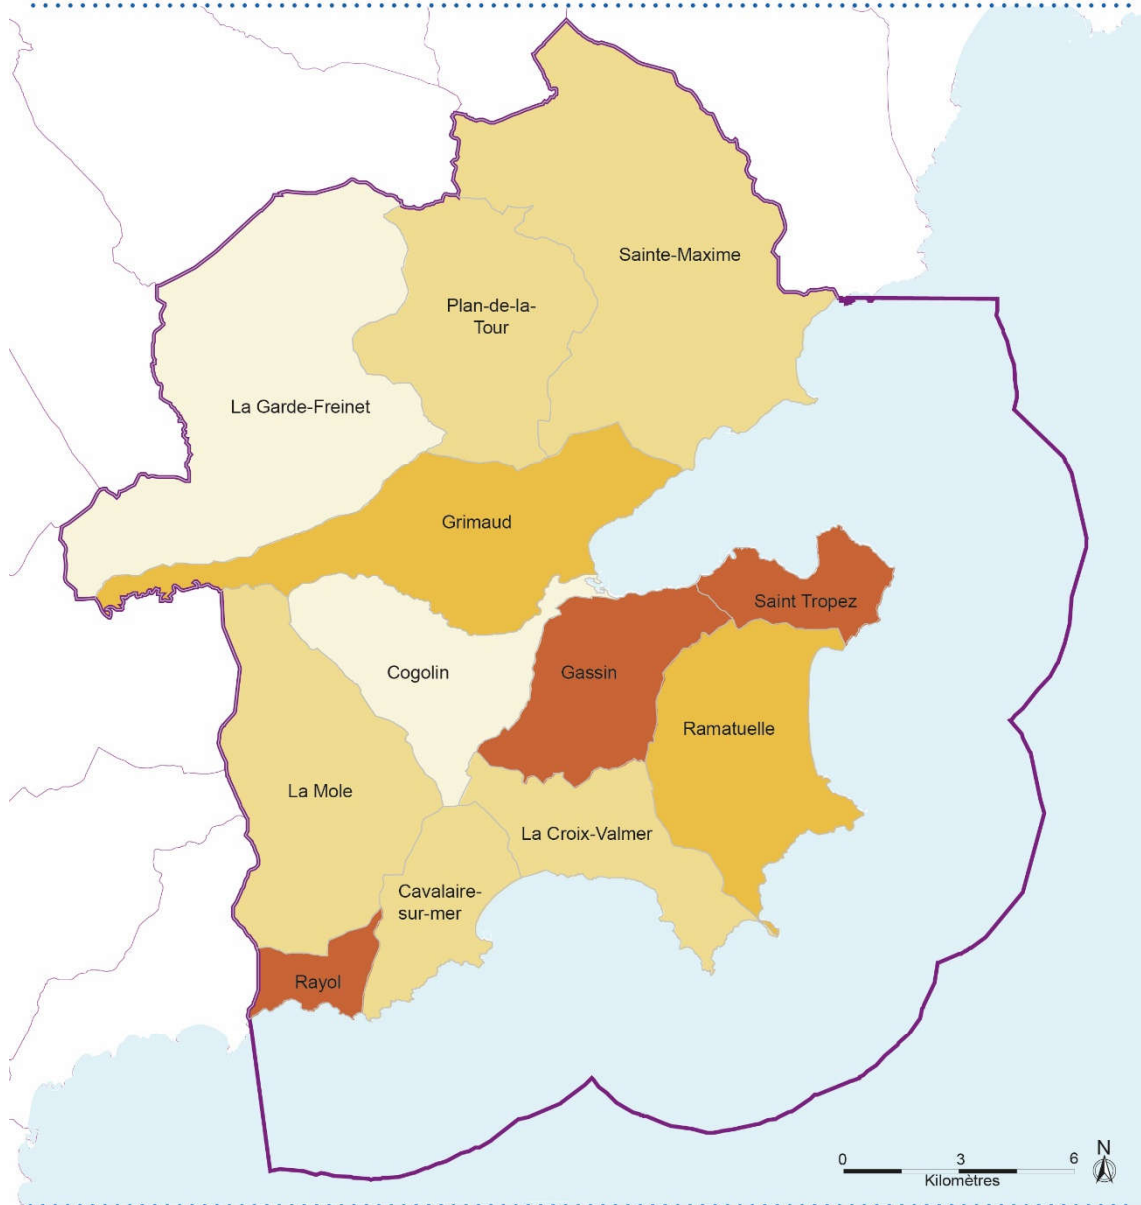 Sainte-Maxime
Plan-de-la-
Tour
La Garde-Freinet
Grimaud
Saint Tropez
Cogolin
Gassin
Ramatuelle
La Mole
La Croix-Valmer
Cavalaire-
sur-mer
Rayol
N
0 3 6
Kilomètres